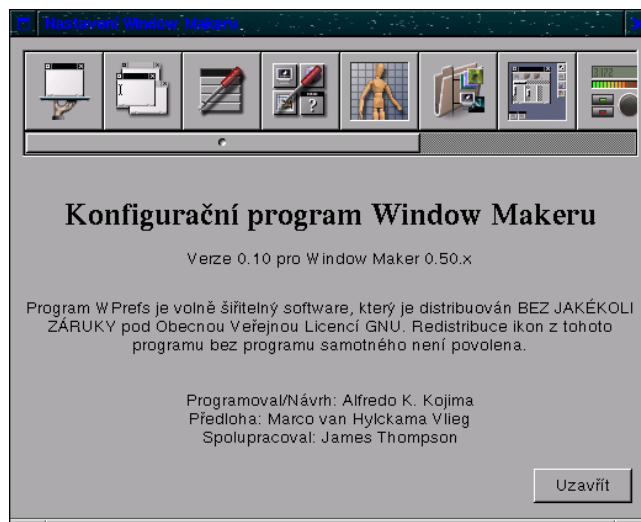 Nastavení Window Makeru
Konfigurační program Window Makeru
Verze 0.10 pro Window Maker 0.50.x
Program WPrefs je volně šiřitelný software, který je distribuován BEZ JAKÉKOLI
ZÁRUKY pod Obecnou Veřejnou Licencí GNU. Redistribuce ikon z tohoto
programu bez programu samotného není povolena.
Programoval/Návrh: Alfredo K. Kojima
Předloha: Marco van Hylckama Vlieg
Spolupracoval: James Thompson
Uzavřít